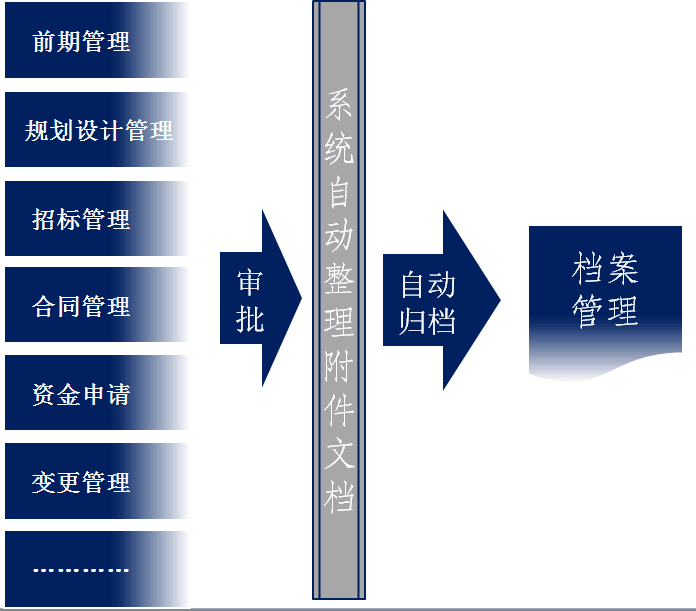 前期管理
规划设计管理
招标管理
合同管理
资金申请
变更管理
…………
审
批
系统自动整理附件文档
自动
归档
档案
管理